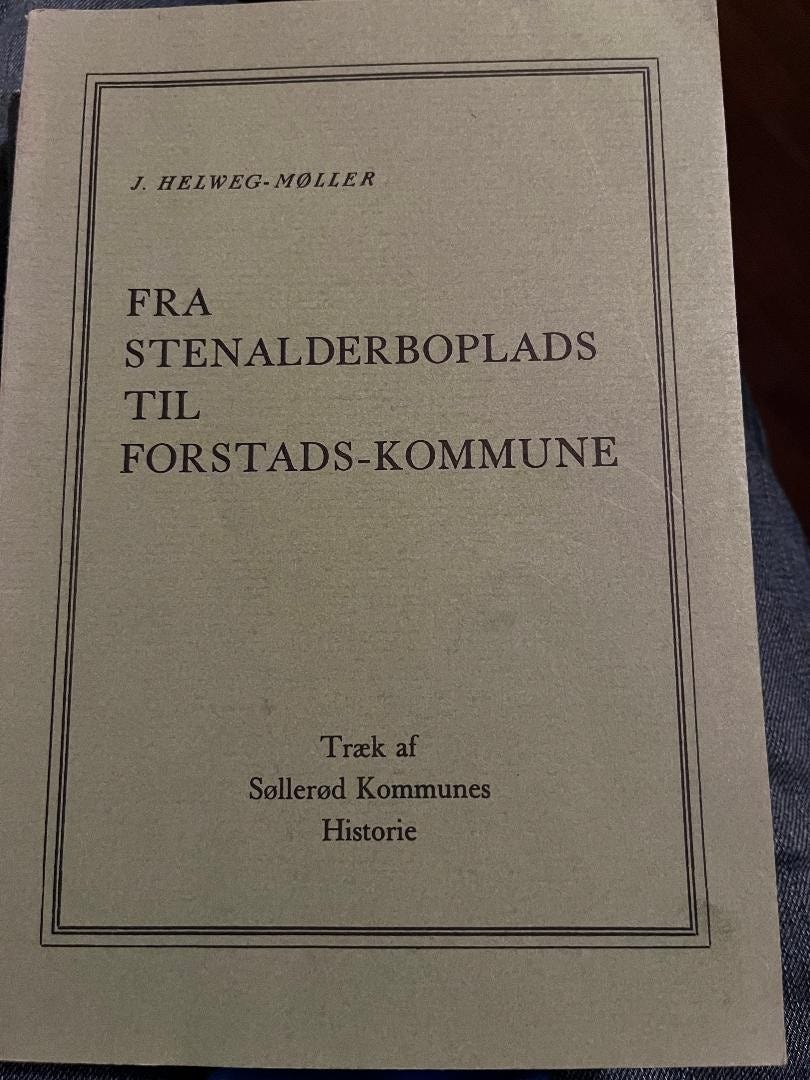 J. HELWEG-MØLLER
FRA
STENALDERBOPLADS
TIL
FORSTADS-KOMMUNE
Træk af
Søllerød Kommunes
Historie